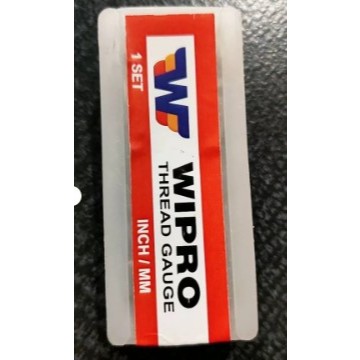 1 SET
W
WIPRO
THREAD GAUGE
INCH / MM